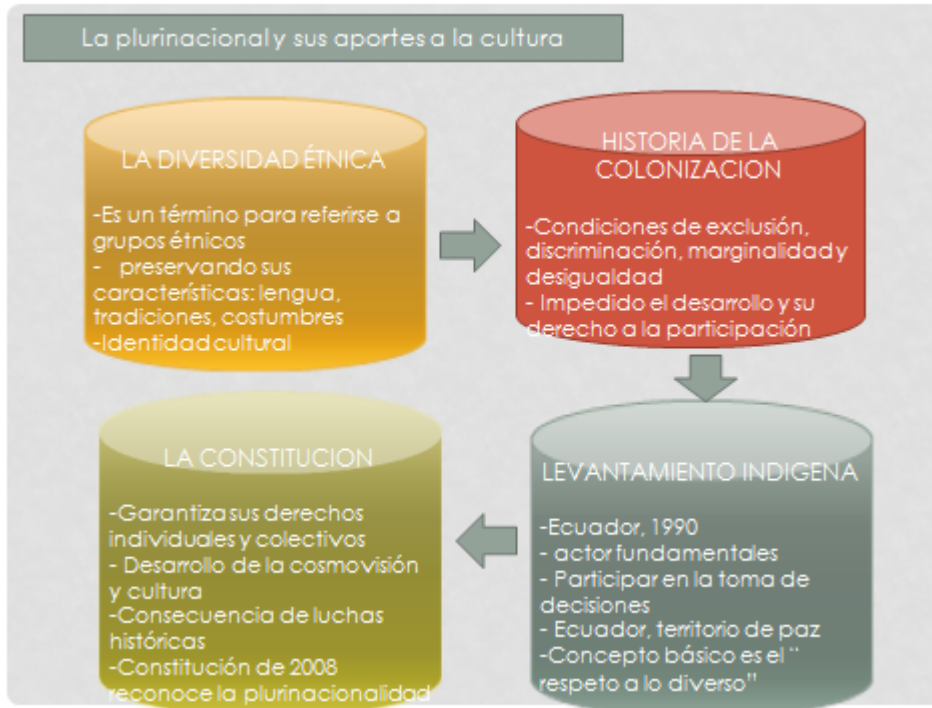 La plurinacional y sus aportes a la cultura
LA DIVERSIDAD ÉTNICA
-Es un término para referirse a
grupos étnicos
- preservando sus
características: lengua,
tradiciones, costumbres
-Identidad cultural
HISTORIA DE LA
COLONIZACION
-Condiciones de exclusión,
discriminación, marginalidad y
desigualdad
- Impedido el desarrollo y su
derecho a la participación
LEVANTAMIENTO INDIGENA
-Ecuador, 1990
- actor fundamentales
- Participar en la toma de
decisiones
- Ecuador, territorio de paz
-Concepto básico es el “
respeto a lo diverso”
LA CONSTITUCION
-Garantiza sus derechos
individuales y colectivos
- Desarrollo de la cosmovisión
y cultura
-Consecuencia de luchas
históricas
-Constitución de 2008
reconoce la plurinacionalidad